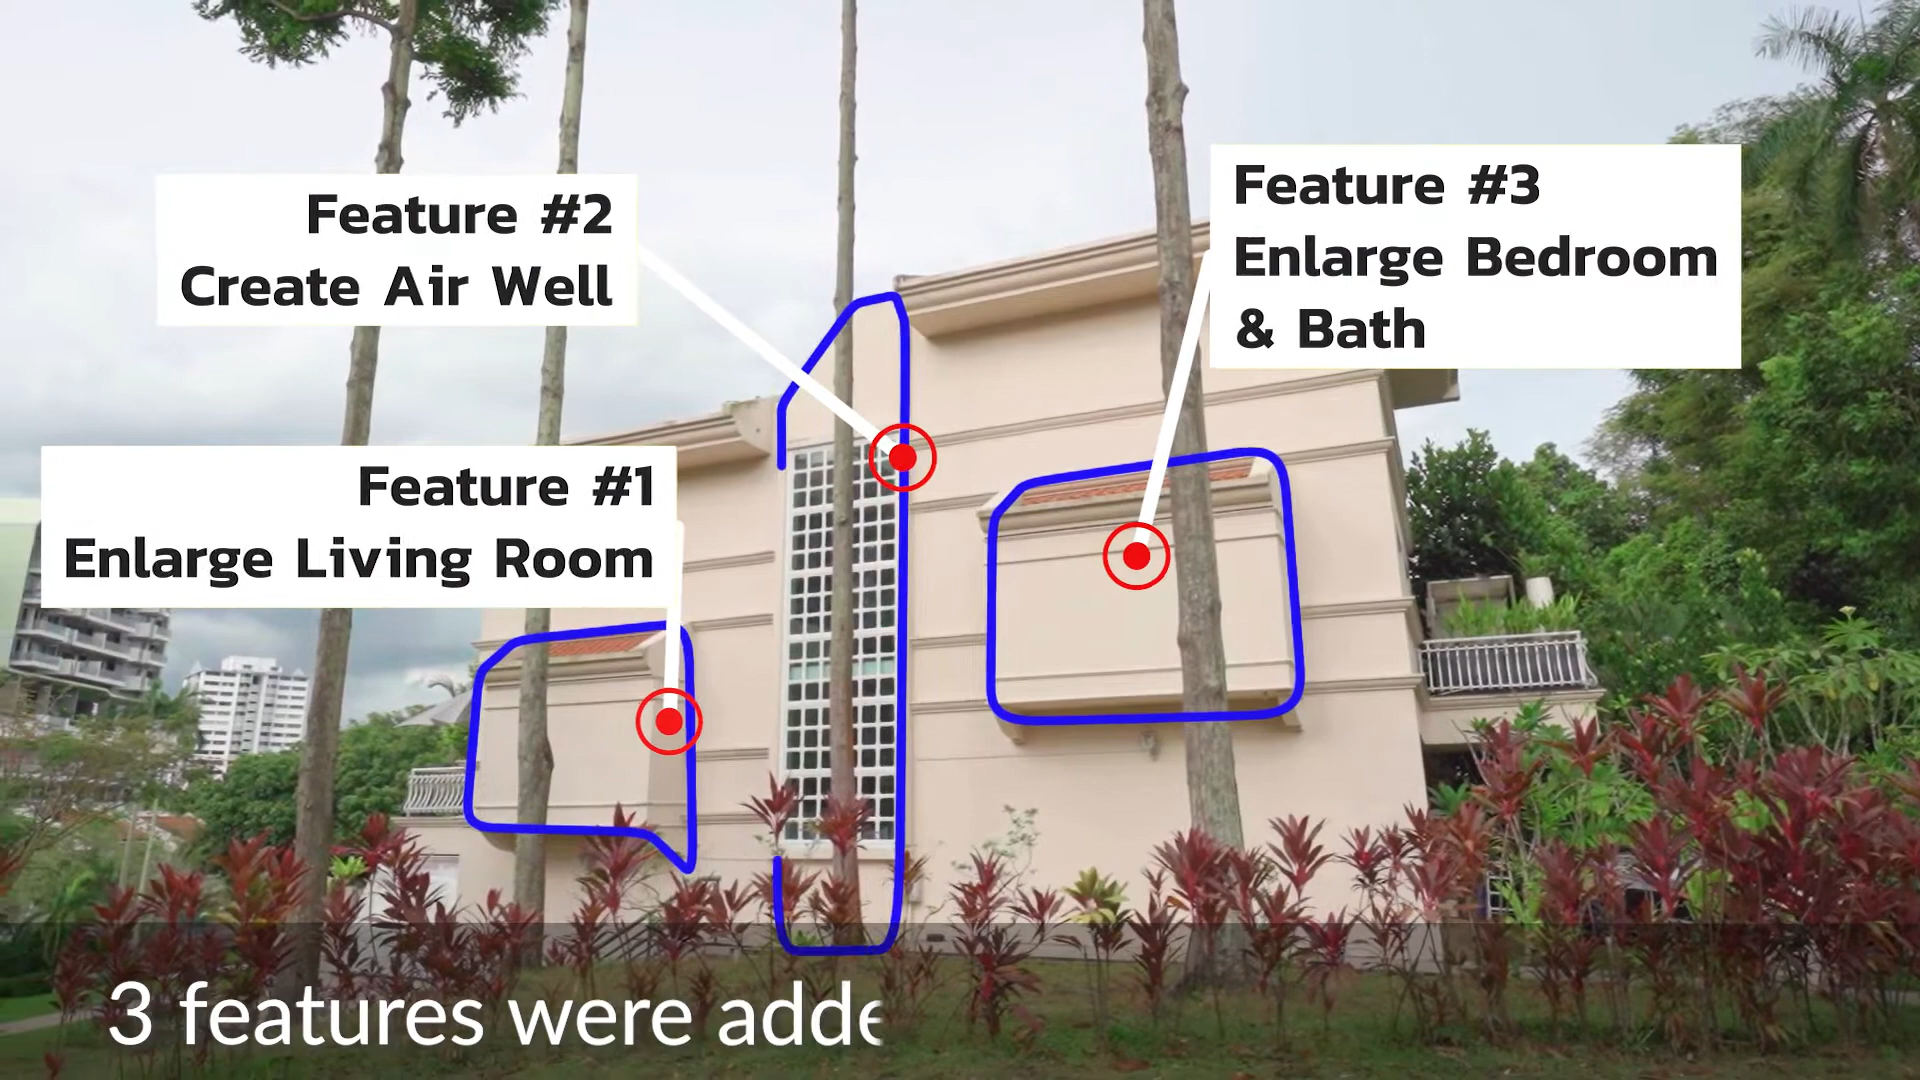 Feature #2
Create Air Well
Feature #3
Enlarge Bedroom
& Bath
Feature #1
Enlarge Living Room
3 features were adde